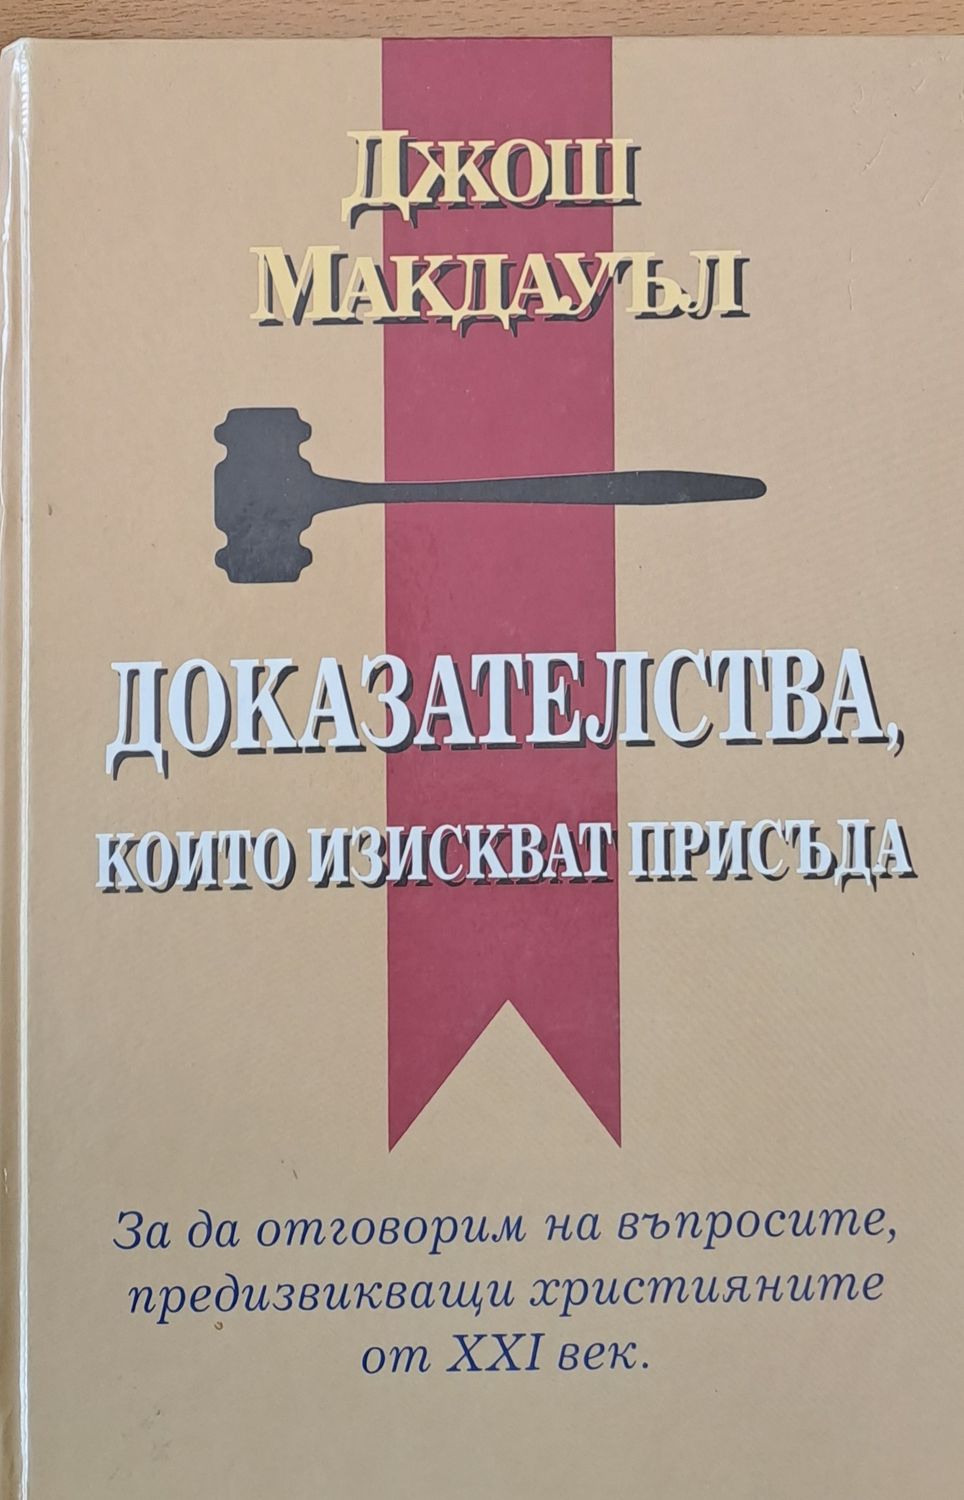 Джош
Макдауъл
ДОКАЗАТЕЛСТВА,
КОИТО ИЗИСКВАТ ПРИСЪДА
За да отговорим на въпросите,
предизвикващи християните
от XXI век.